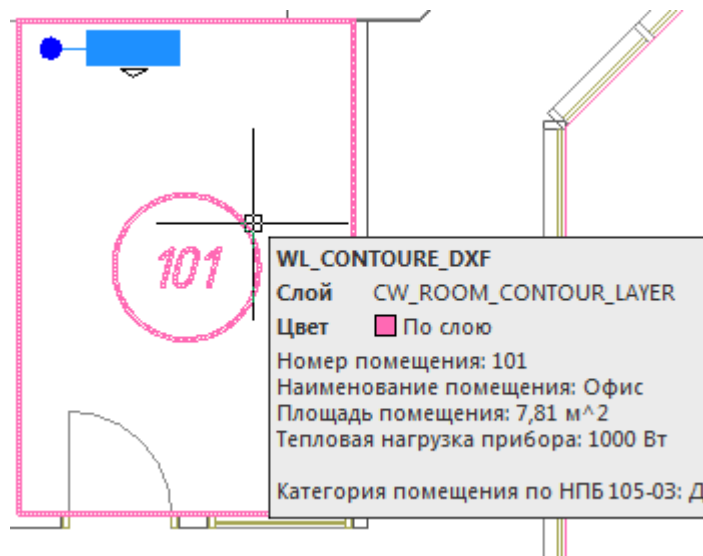 101
WL_CONTOURE_DXF
Слой CW_ROOM_CONTOUR_LAYER
Цвет По слою
Номер помещения: 101
Наименование помещения: Офис
Площадь помещения: 7,81 м^2
Тепловая нагрузка прибора: 1000 Вт
Категория помещения по НПБ 105-03: Д